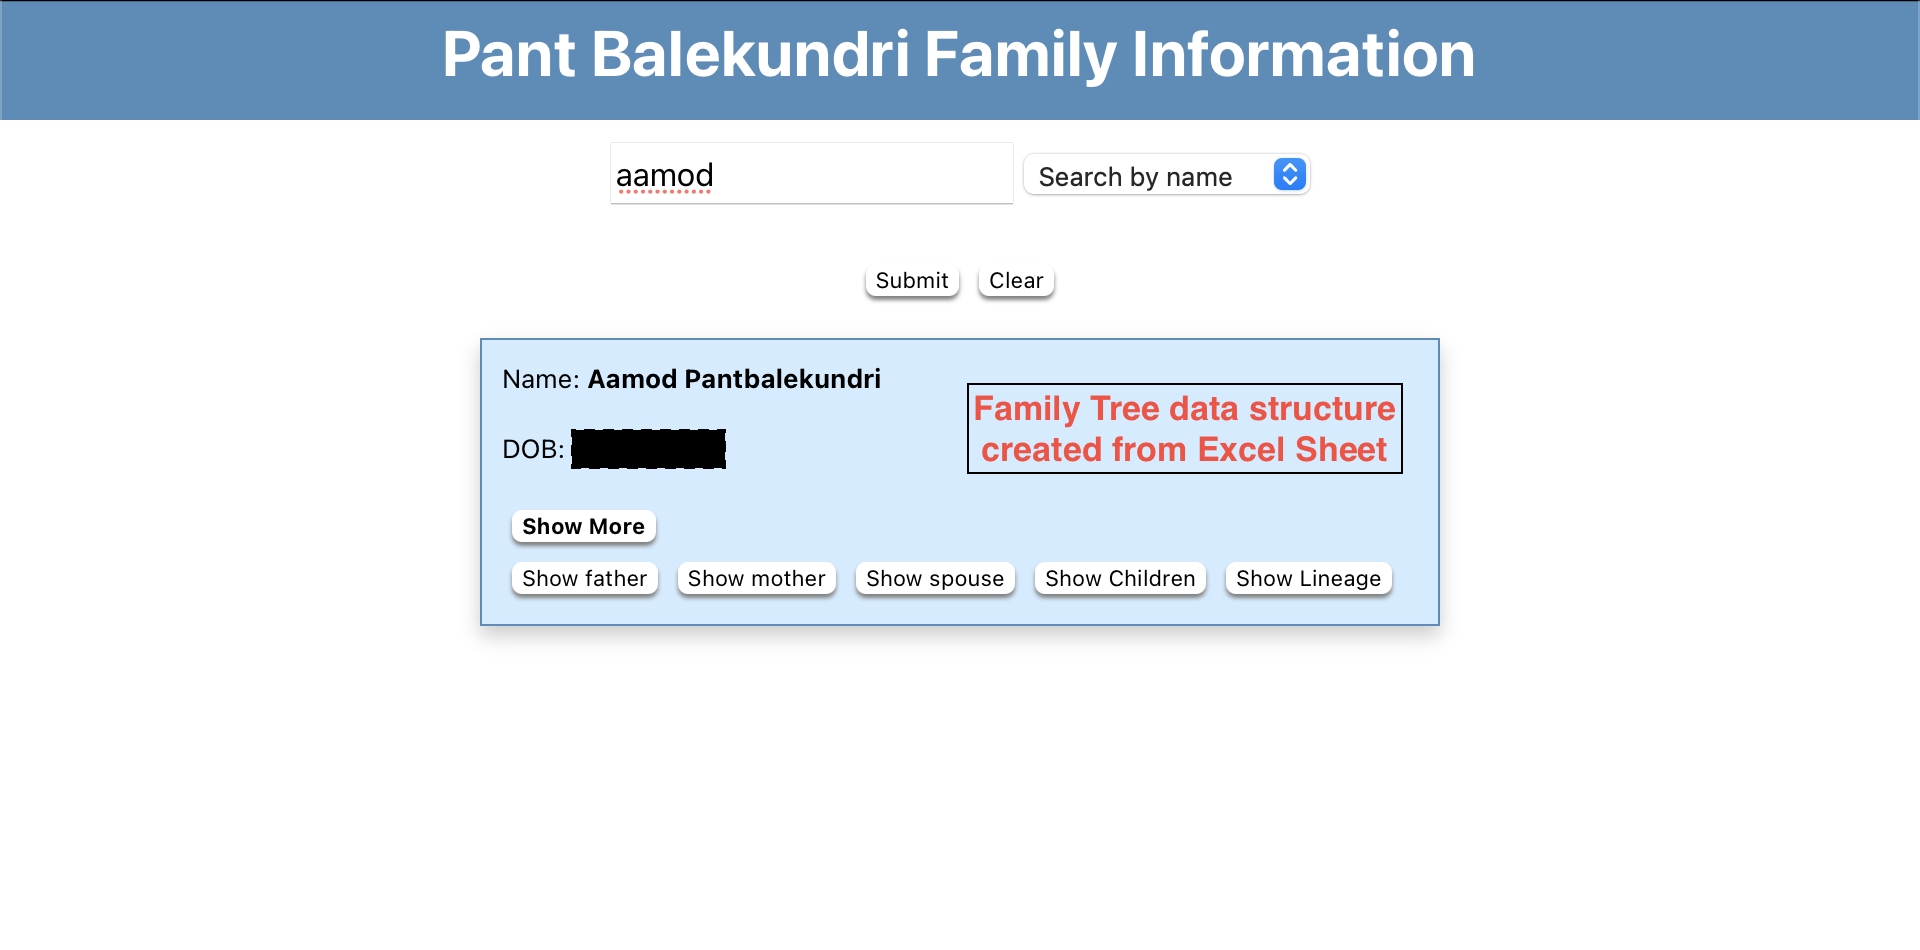 Pant Balekundri Family Information
aamod
Search by name
Submit Clear
Name: Aamod Pantbalekundri
Family Tree data structure
created from Excel Sheet
DOB:
Show More
Show father Show mother Show spouse Show Children Show Lineage